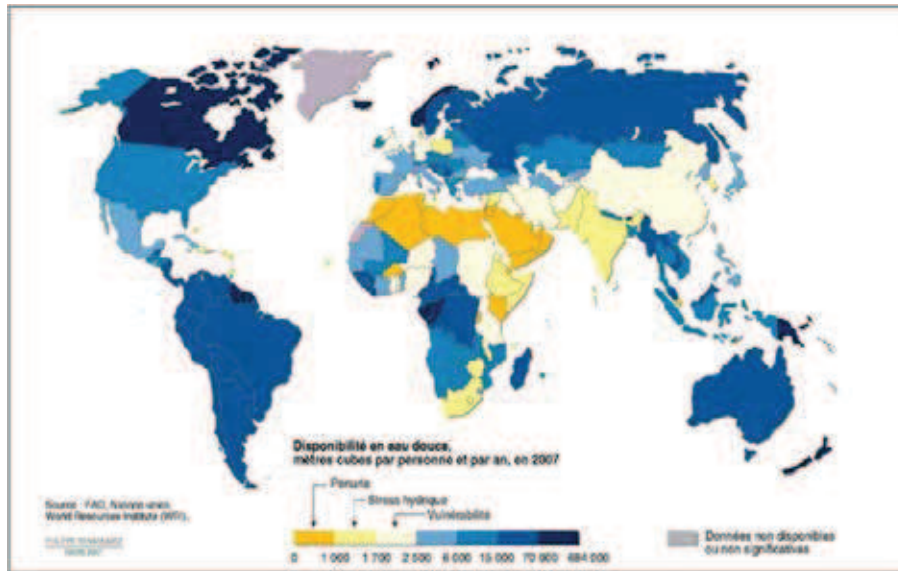 Disponibilité en eau douce,
mètres cubes par personne et par an, en 2007
Pénurie
Stress hydrique
Vulnérabilité
0 1 000 1 700 2 500 6 000 15 000 70 000 684 000
Données non disponibles
ou non significatives
Source : FAO, Nations unies,
World Resources Institute (WRI).